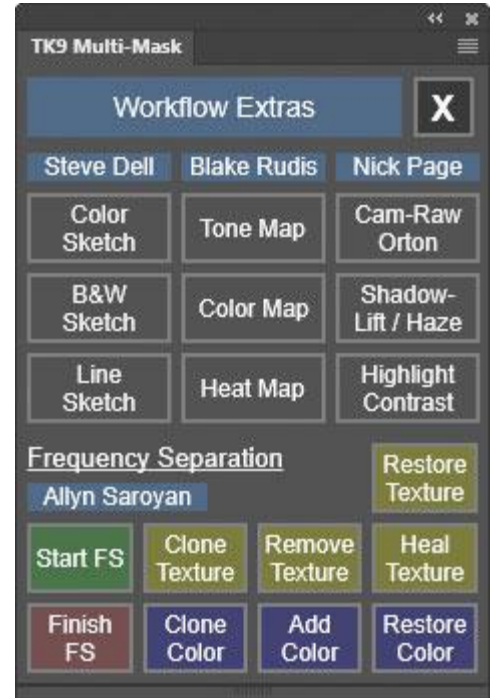 TK9 Multi-Mask
Workflow Extras
X
Steve Dell
Blake Rudis
Nick Page
Color
Sketch
Tone Map
Cam-Raw
Orton
B&W
Sketch
Color Map
Shadow-
Lift / Haze
Line
Sketch
Heat Map
Highlight
Contrast
Frequency Separation
Allyn Saroyan
Restore
Texture
Start FS
Clone
Texture
Remove
Texture
Heal
Texture
Finish
FS
Clone
Color
Add
Color
Restore
Color